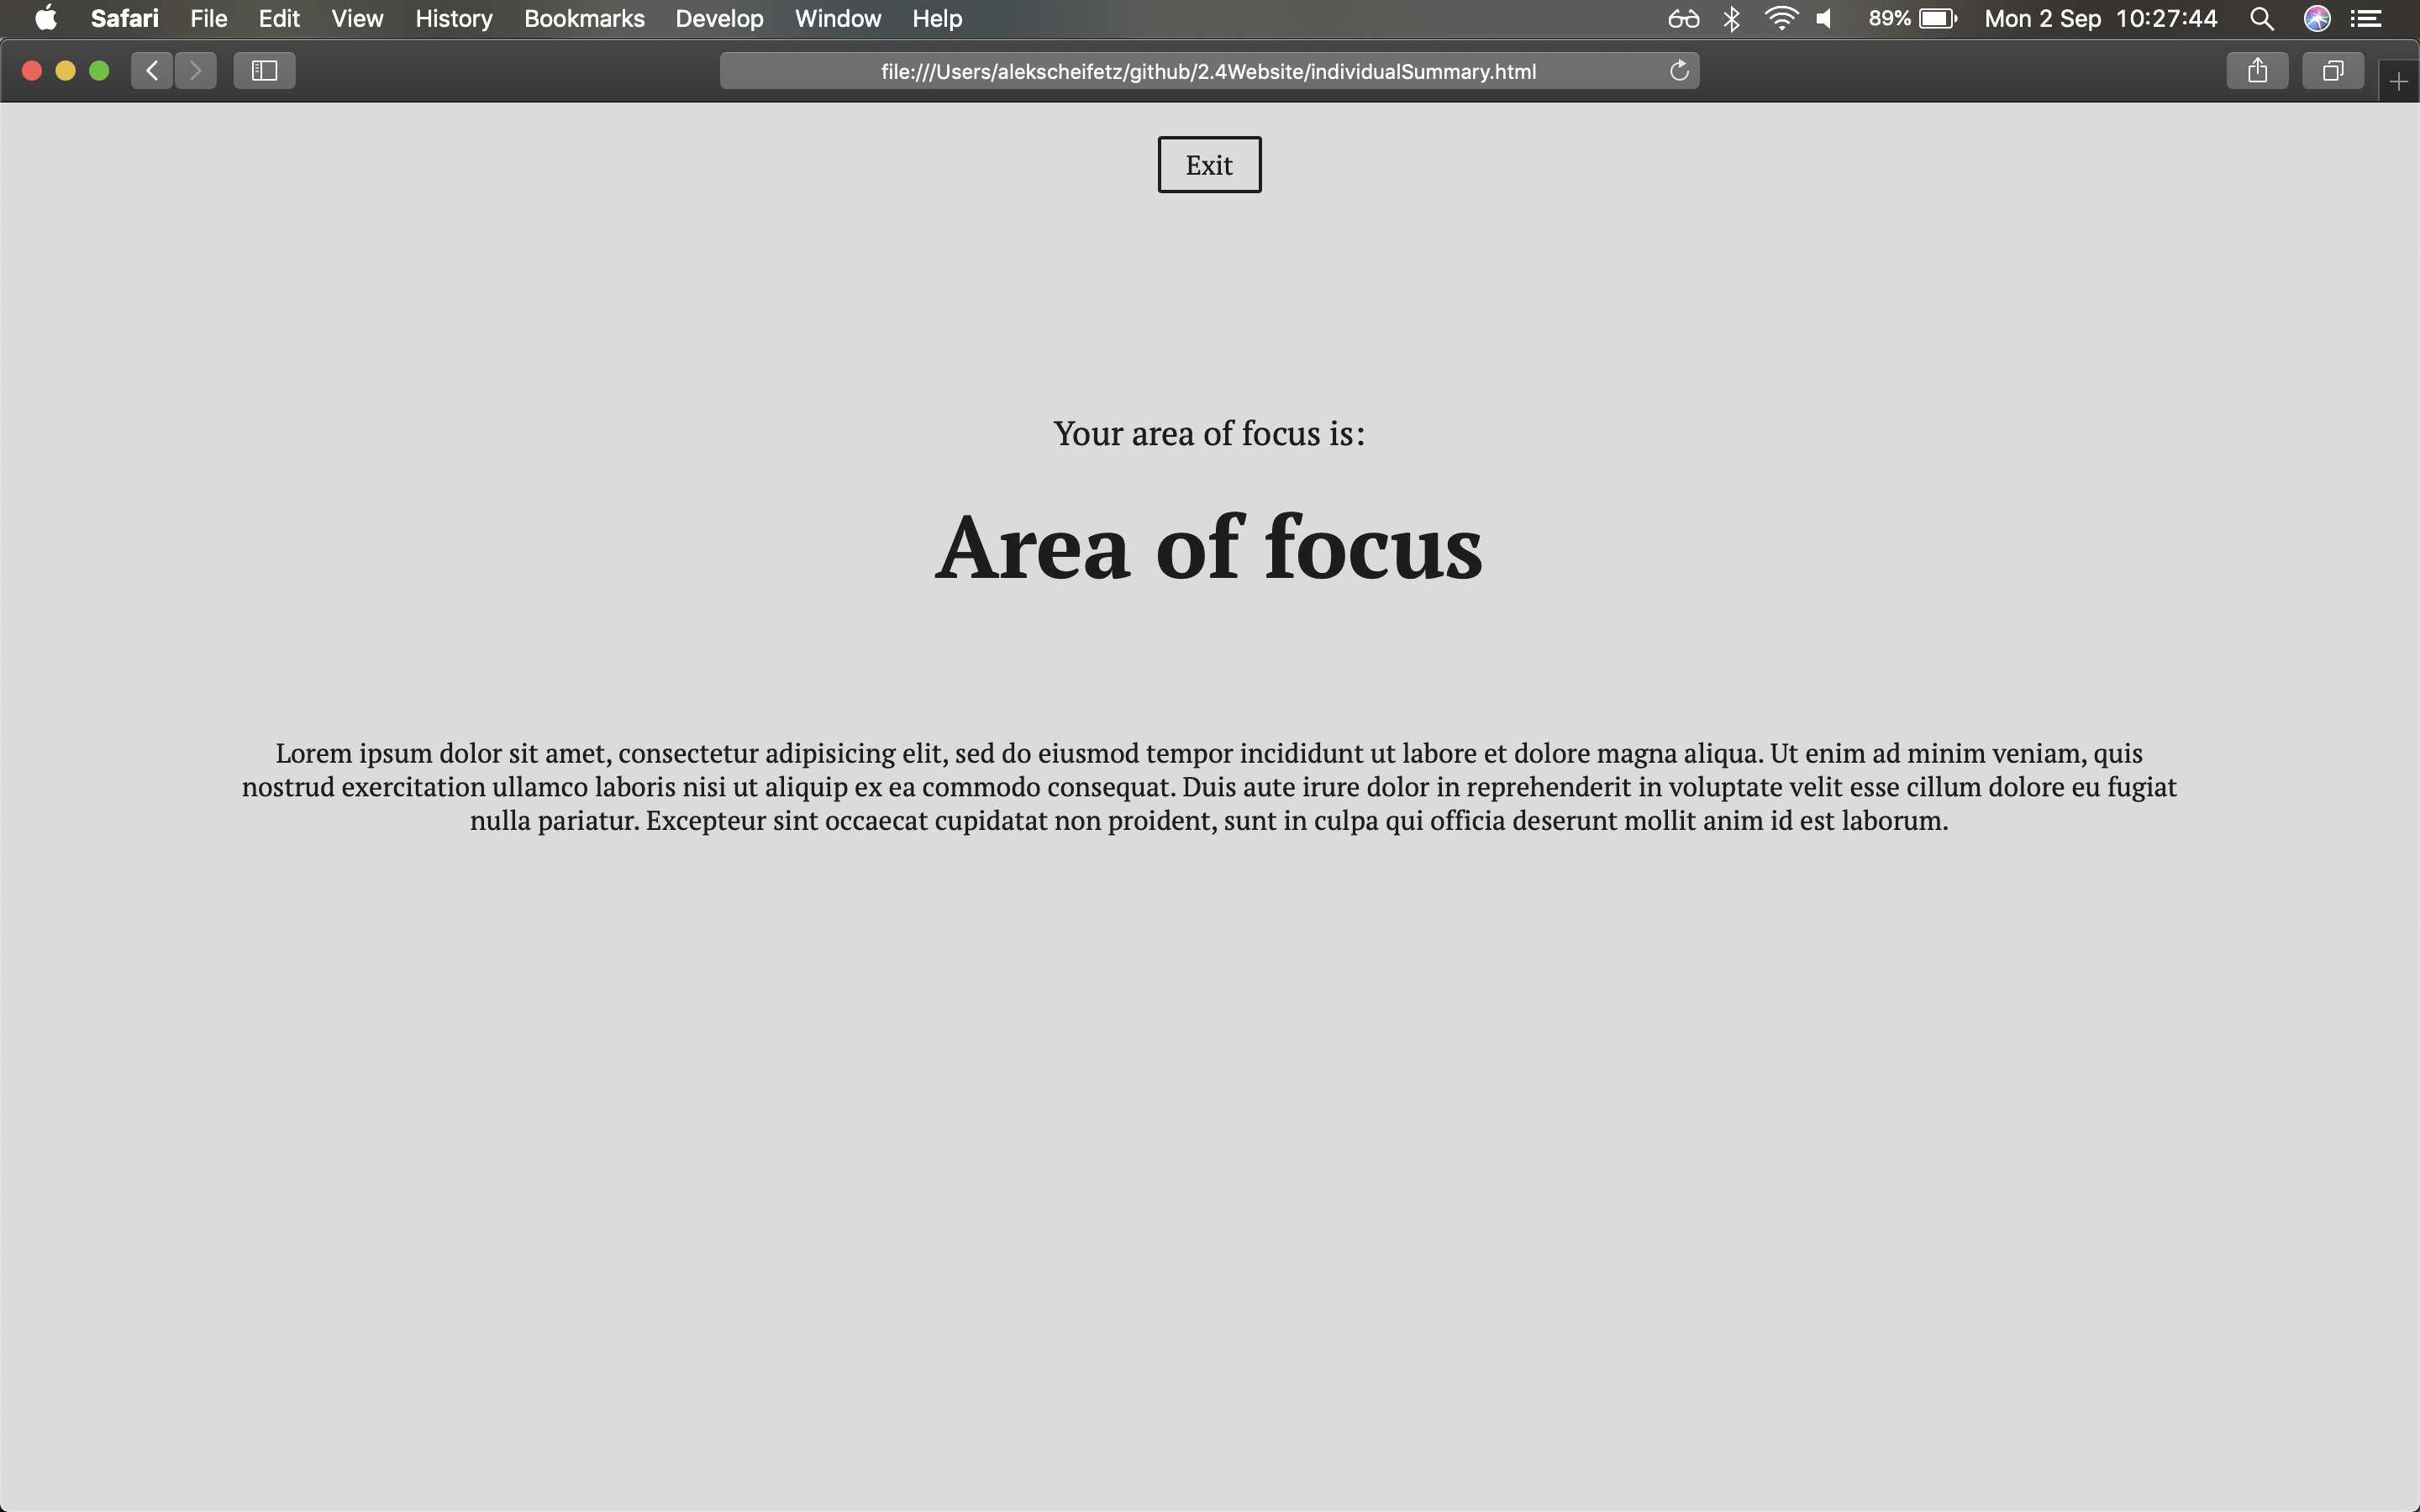 Safari File Edit View History Bookmarks Develop Window Help 89% Mon 2 Sep 10:27:44
file:///Users/alekscheifetz/github/2.4Website/individualSummary.html
Exit
Your area of focus is:
Area of focus
Lorem ipsum dolor sit amet, consectetur adipisicing elit, sed do eiusmod tempor incididunt ut labore et dolore magna aliqua. Ut enim ad minim veniam, quis
nostrud exercitation ullamco laboris nisi ut aliquip ex ea commodo consequat. Duis aute irure dolor in reprehenderit in voluptate velit esse cillum dolore eu fugiat
nulla pariatur. Excepteur sint occaecat cupidatat non proident, sunt in culpa qui officia deserunt mollit anim id est laborum.